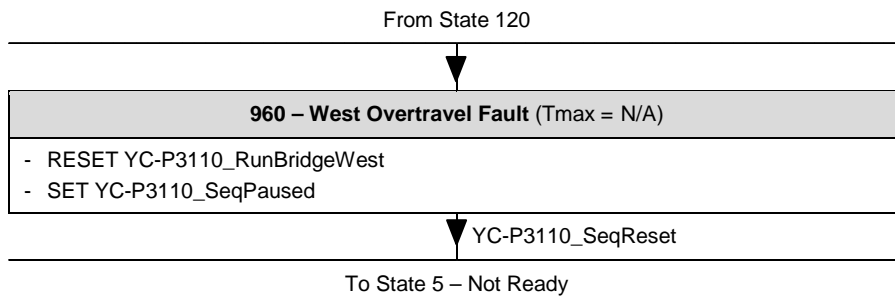 From State 120
960 – West Overtravel Fault (Tmax = N/A)
- RESET YC-P3110_RunBridgeWest
- SET YC-P3110_SeqPaused
YC-P3110_SeqReset
To State 5 – Not Ready